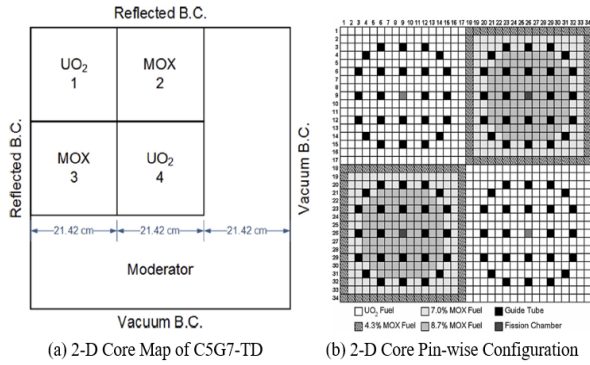 Reflected B.C.
UO₂
1
MOX
2
MOX
3
UO₂
4
Reflected B.C.
Vacuum B.C.
21.42 cm
21.42 cm
21.42 cm
Moderator
Vacuum B.C.
(a) 2-D Core Map of C5G7-TD
1 2 3 4 5 6 7 8 9 10 11 12 13 14 15 16 17 18 19 20 21 22 23 24 25 26 27 28 29 30 31 32 33 34
1
2
3
4
5
6
7
8
9
10
11
12
13
14
15
16
17
18
19
20
21
22
23
24
25
26
27
28
29
30
31
32
33
34
UO₂ Fuel
7.0% MOX Fuel
Guide Tube
4.3% MOX Fuel
8.7% MOX Fuel
Fission Chamber
(b) 2-D Core Pin-wise Configuration